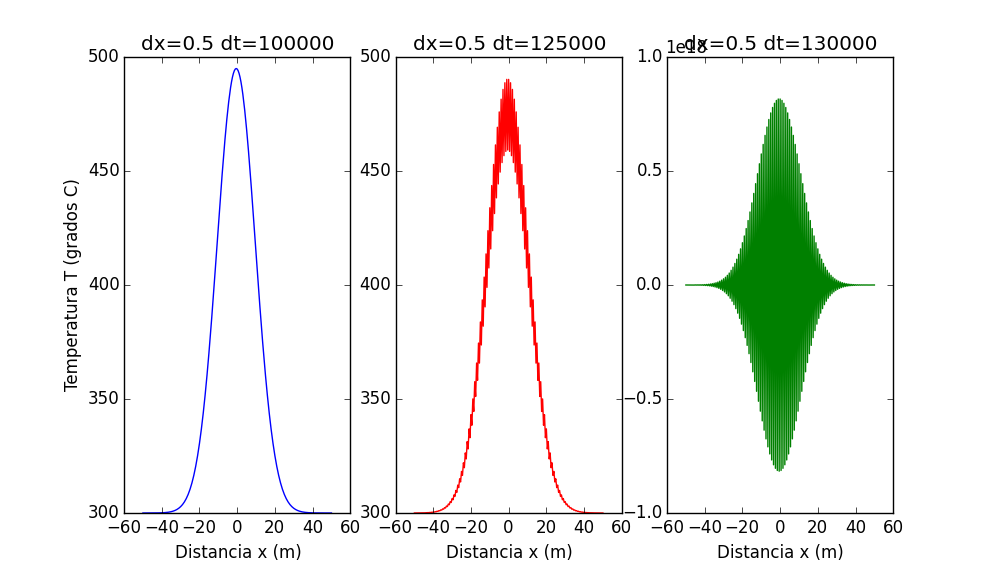 dx=0.5 dt=100000
500
450
400
350
300
−60 −40 −20 0 20 40 60
Temperatura T (grados C)
Distancia x (m)
dx=0.5 dt=125000
500
450
400
350
300
−60 −40 −20 0 20 40 60
Distancia x (m)
dx=0.5 dt=130000
1e18
1.0
0.5
0.0
−0.5
−1.0
−60 −40 −20 0 20 40 60
Distancia x (m)